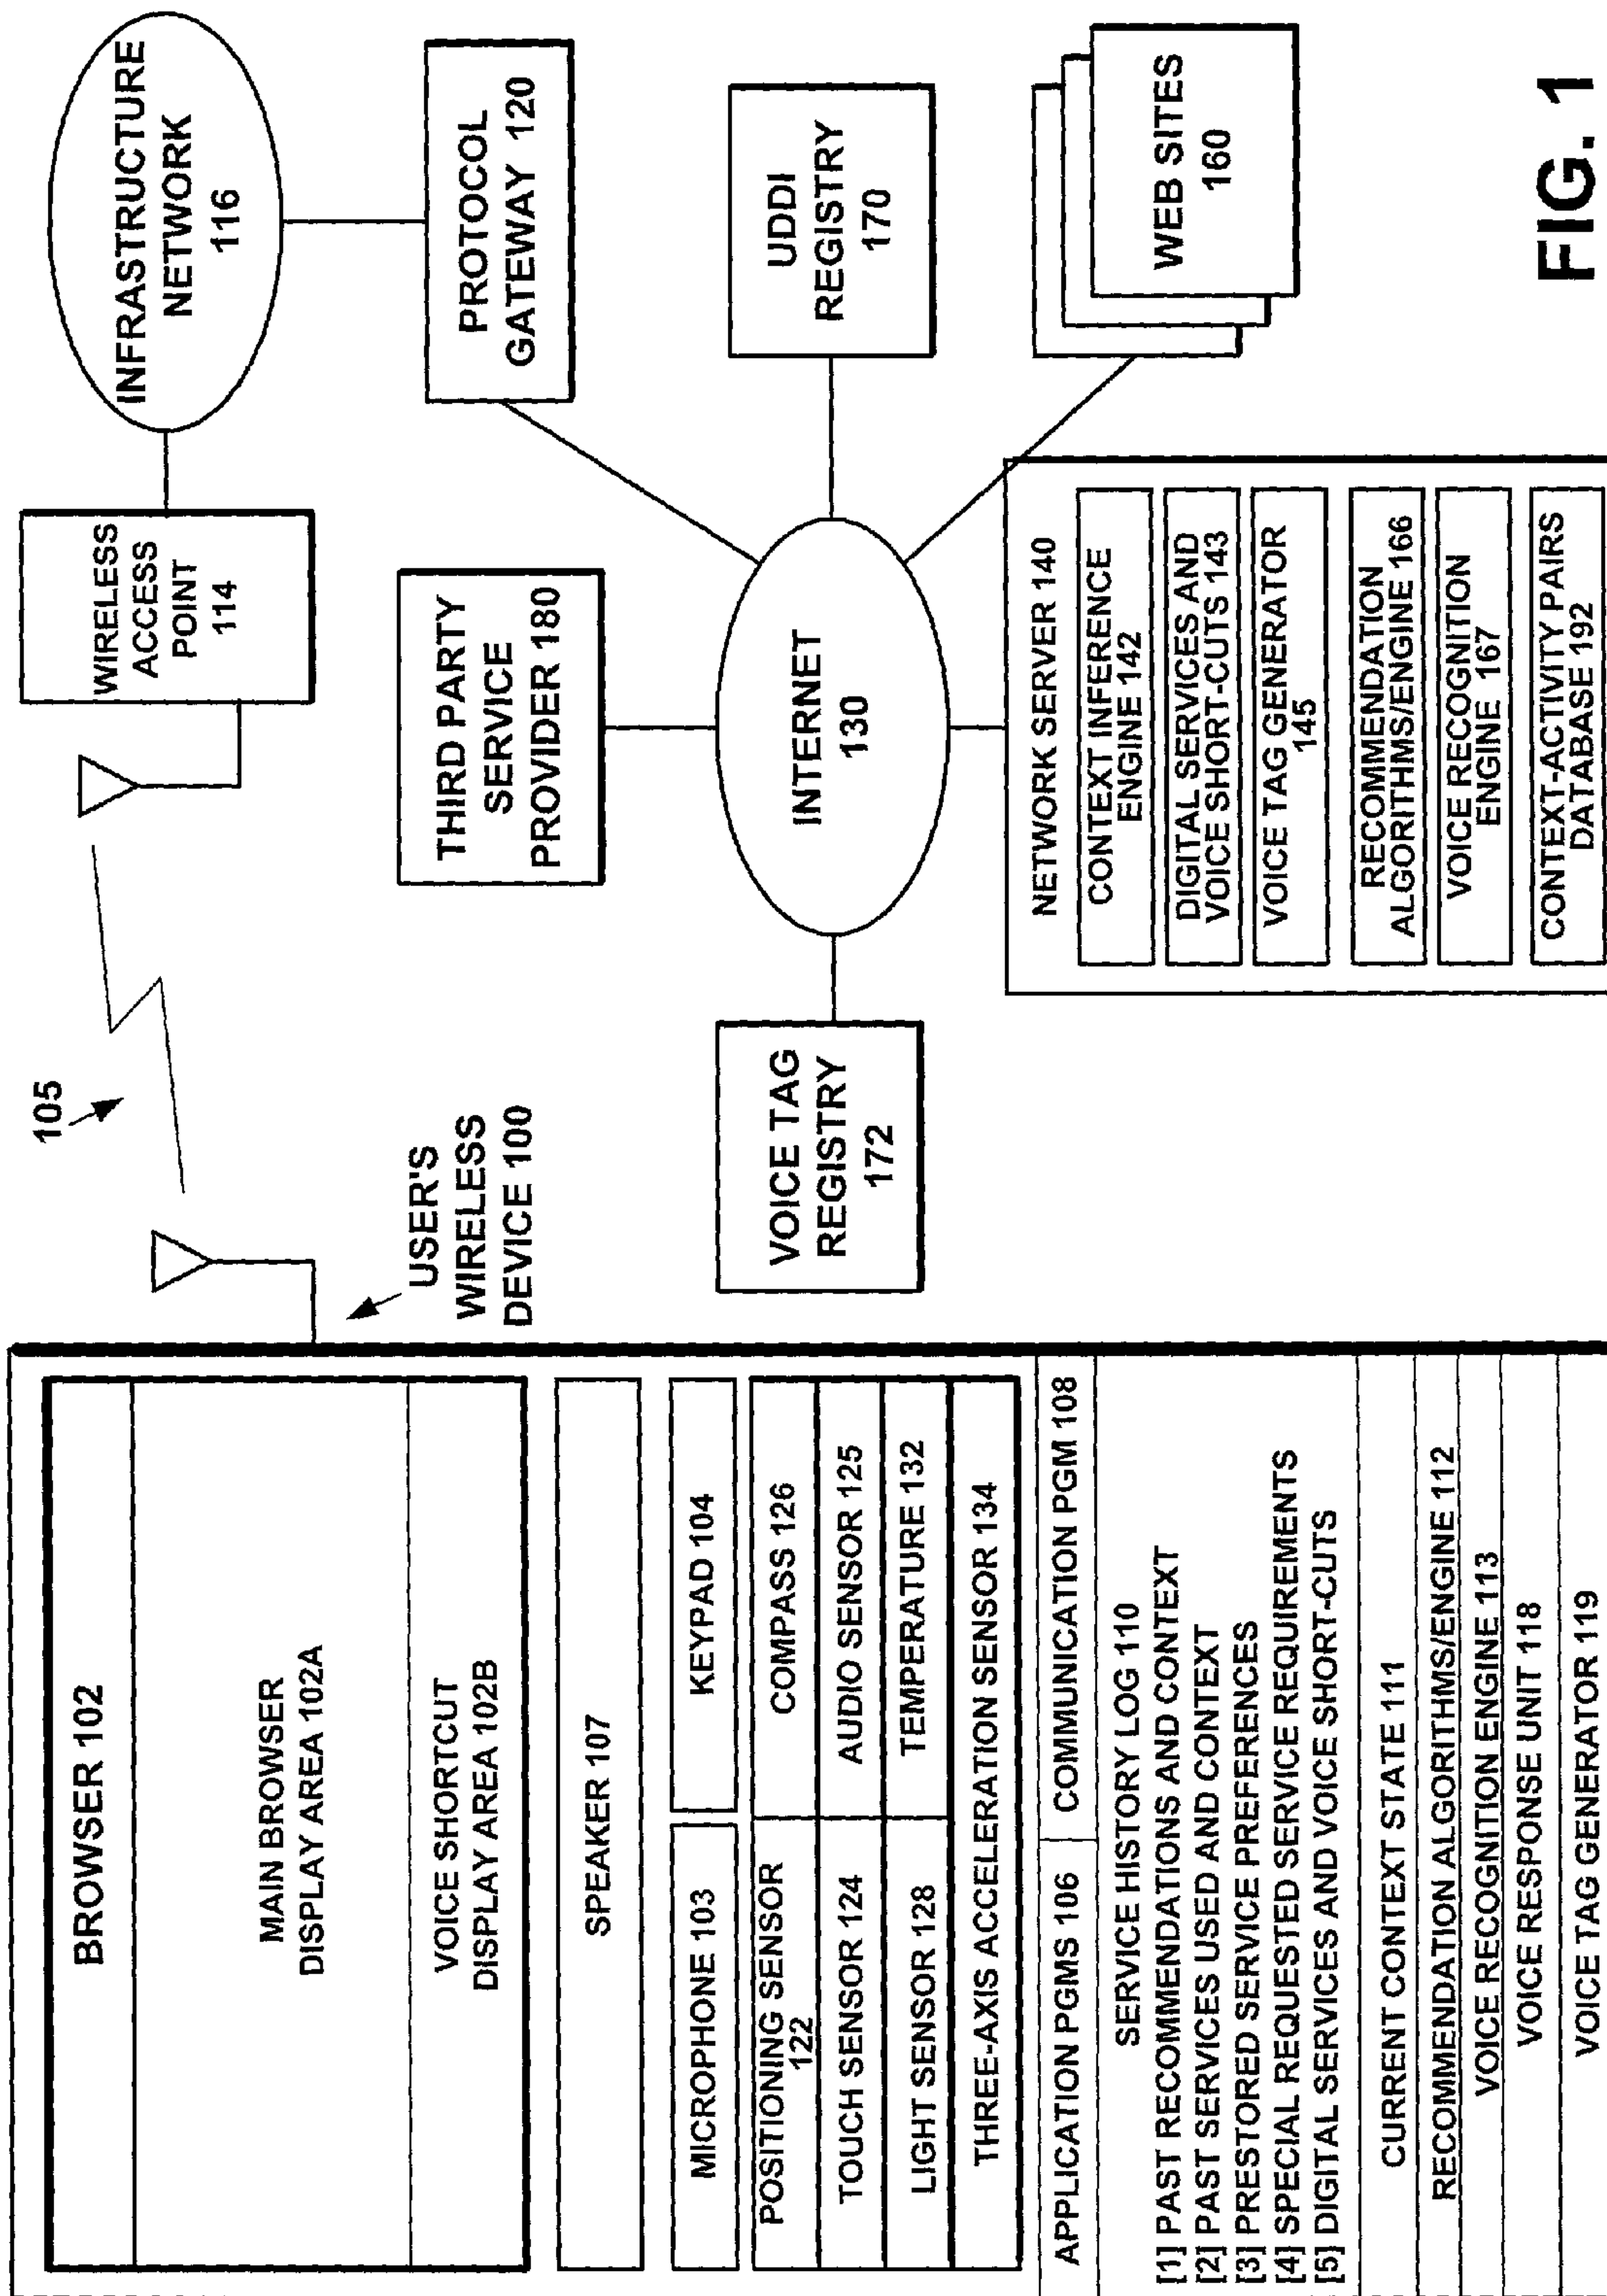 BROWSER 102
MAIN BROWSER
DISPLAY AREA 102A
VOICE SHORTCUT
DISPLAY AREA 102B
SPEAKER 107
MICROPHONE 103
KEYPAD 104
POSITIONING SENSOR
122
COMPASS 126
TOUCH SENSOR 124
AUDIO SENSOR 125
LIGHT SENSOR 128
TEMPERATURE 132
THREE-AXIS ACCELERATION SENSOR 134
APPLICATION PGMS 106
COMMUNICATION PGM 108
SERVICE HISTORY LOG 110
[1] PAST RECOMMENDATIONS AND CONTEXT
[2] PAST SERVICES USED AND CONTEXT
[3] PRESTORED SERVICE PREFERENCES
[4] SPECIAL REQUESTED SERVICE REQUIREMENTS
[5] DIGITAL SERVICES AND VOICE SHORT-CUTS
CURRENT CONTEXT STATE 111
RECOMMENDATION ALGORITHMS/ENGINE 112
VOICE RECOGNITION ENGINE 113
VOICE RESPONSE UNIT 118
VOICE TAG GENERATOR 119
105
USER'S
WIRELESS
DEVICE 100
WIRELESS
ACCESS
POINT
114
INFRASTRUCTURE
NETWORK
116
PROTOCOL
GATEWAY 120
THIRD PARTY
SERVICE
PROVIDER 180
VOICE TAG
REGISTRY
172
INTERNET
130
UDDI
REGISTRY
170
WEB SITES
160
NETWORK SERVER 140
CONTEXT INFERENCE
ENGINE 142
DIGITAL SERVICES AND
VOICE SHORT-CUTS 143
VOICE TAG GENERATOR
145
RECOMMENDATION
ALGORITHMS/ENGINE 166
VOICE RECOGNITION
ENGINE 167
CONTEXT-ACTIVITY PAIRS
DATABASE 192
FIG. 1